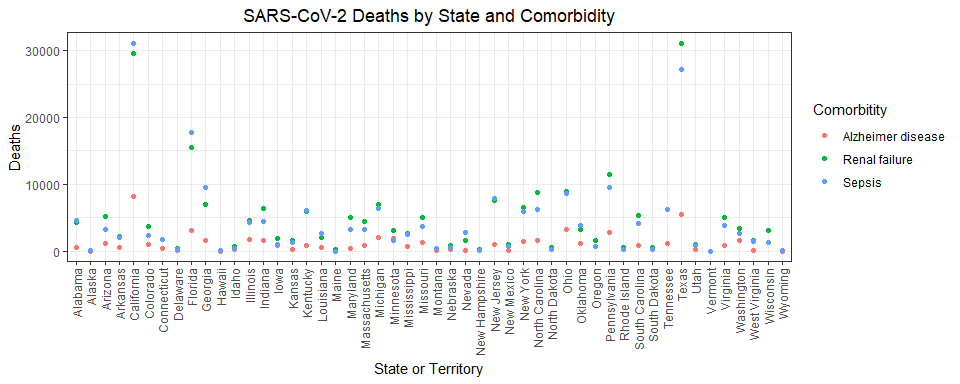 SARS-CoV-2 Deaths by State and Comorbidity
Deaths
30000
20000
10000
0
Alabama
Alaska
Arizona
Arkansas
California
Colorado
Connecticut
Delaware
Florida
Georgia
Hawaii
Idaho
Illinois
Indiana
Iowa
Kansas
Kentucky
Louisiana
Maine
Maryland
Massachusetts
Michigan
Minnesota
Mississippi
Missouri
Montana
Nebraska
Nevada
New Hampshire
New Jersey
New Mexico
New York
North Carolina
North Dakota
Ohio
Oklahoma
Oregon
Pennsylvania
Rhode Island
South Carolina
South Dakota
Tennessee
Texas
Utah
Vermont
Virginia
Washington
West Virginia
Wisconsin
Wyoming
State or Territory
Comorbitity
Alzheimer disease
Renal failure
Sepsis